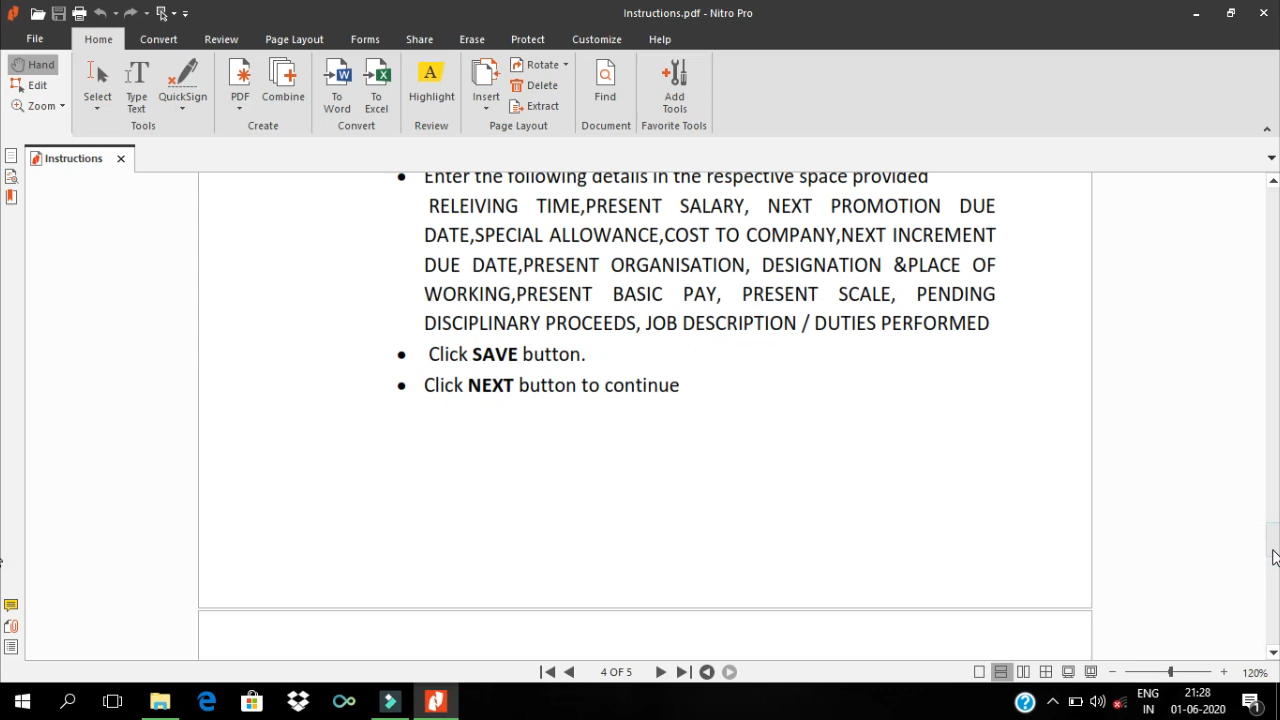 Instructions.pdf - Nitro Pro
File Home Convert Review Page Layout Forms Share Erase Protect Customize Help
Hand
Edit
Zoom
Select
Type Text
QuickSign
Tools
PDF
Combine
Create
To Word
To Excel
Convert
Highlight
Review
Insert
Rotate
Delete
Extract
Page Layout
Find
Document
Add Tools
Favorite Tools
Instructions
• Enter the following details in the respective space provided
RELEIVING TIME,PRESENT SALARY, NEXT PROMOTION DUE
DATE,SPECIAL ALLOWANCE,COST TO COMPANY,NEXT INCREMENT
DUE DATE,PRESENT ORGANISATION, DESIGNATION &PLACE OF
WORKING,PRESENT BASIC PAY, PRESENT SCALE, PENDING
DISCIPLINARY PROCEEDS, JOB DESCRIPTION / DUTIES PERFORMED
• Click SAVE button.
• Click NEXT button to continue
4 OF 5
120%
ENG
IN
21:28
01-06-2020
1